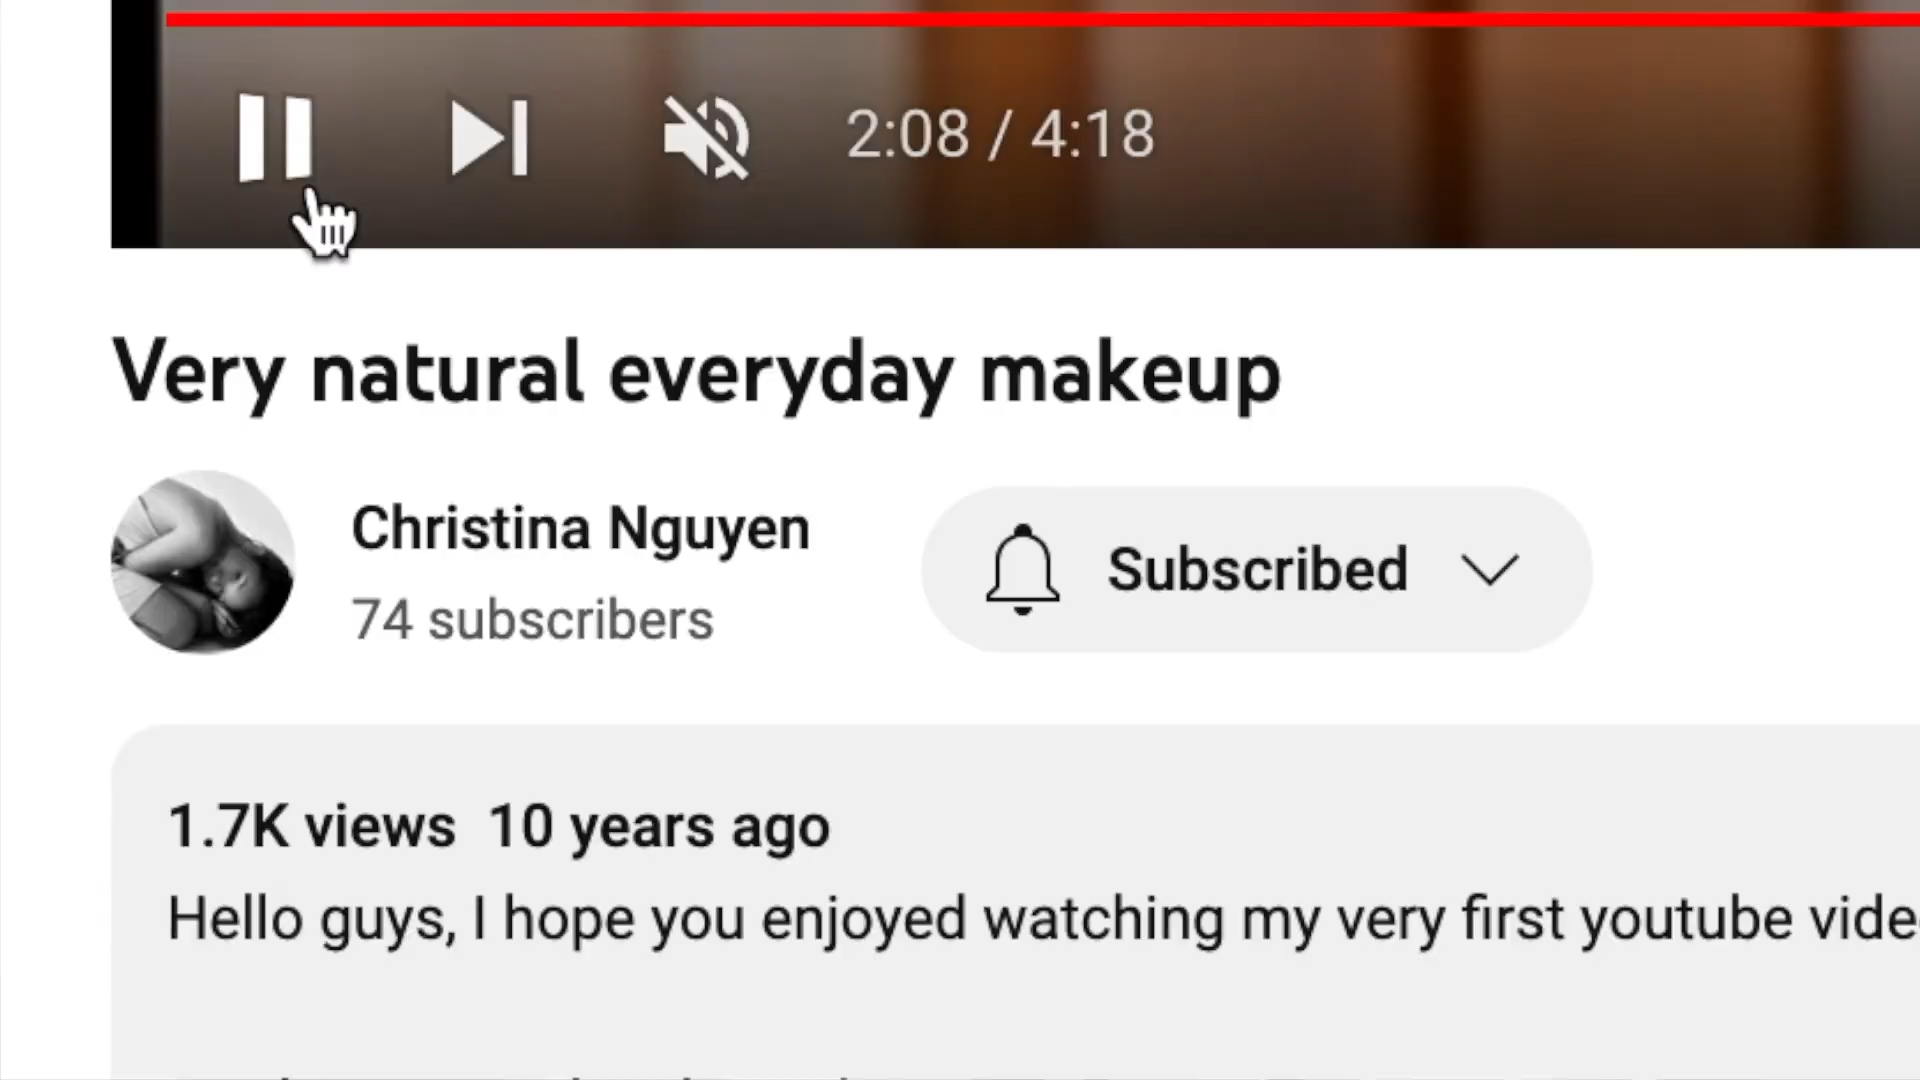 2:08 / 4:18
Very natural everyday makeup
Christina Nguyen
74 subscribers
Subscribed
1.7K views 10 years ago
Hello guys, I hope you enjoyed watching my very first youtube